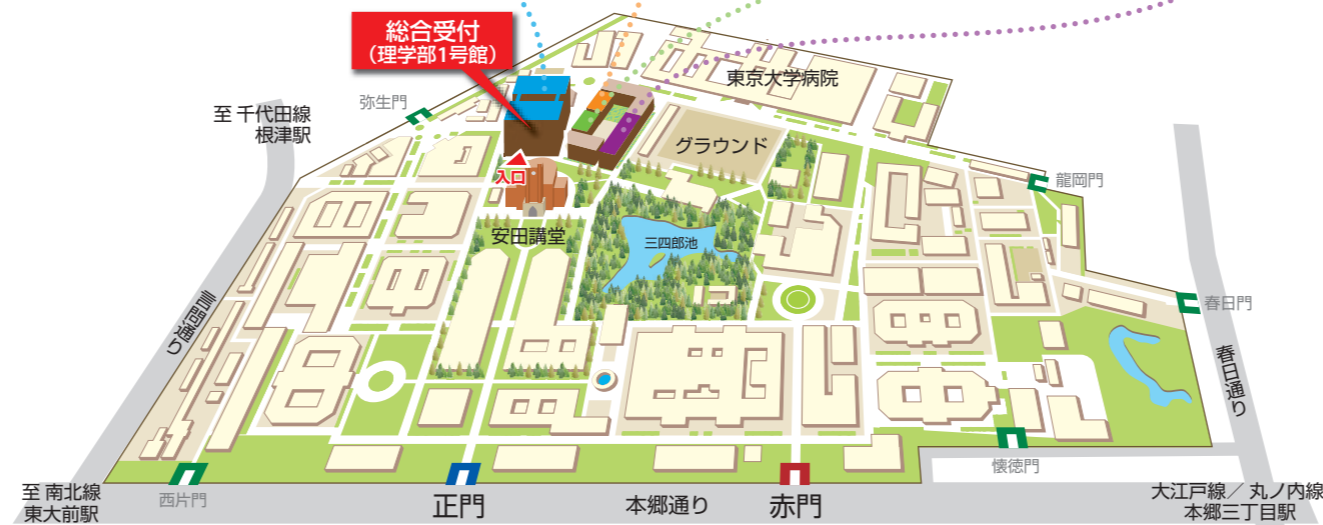 総合受付
（理学部1号館）
東京大学病院
弥生門
至 千代田線
根津駅
グラウンド
入口
龍岡門
安田講堂
三四郎池
言問通り
春日門
春日通り
懐徳門
至 南北線
東大前駅
西片門
正門
本郷通り
赤門
大江戸線／丸ノ内線
本郷三丁目駅